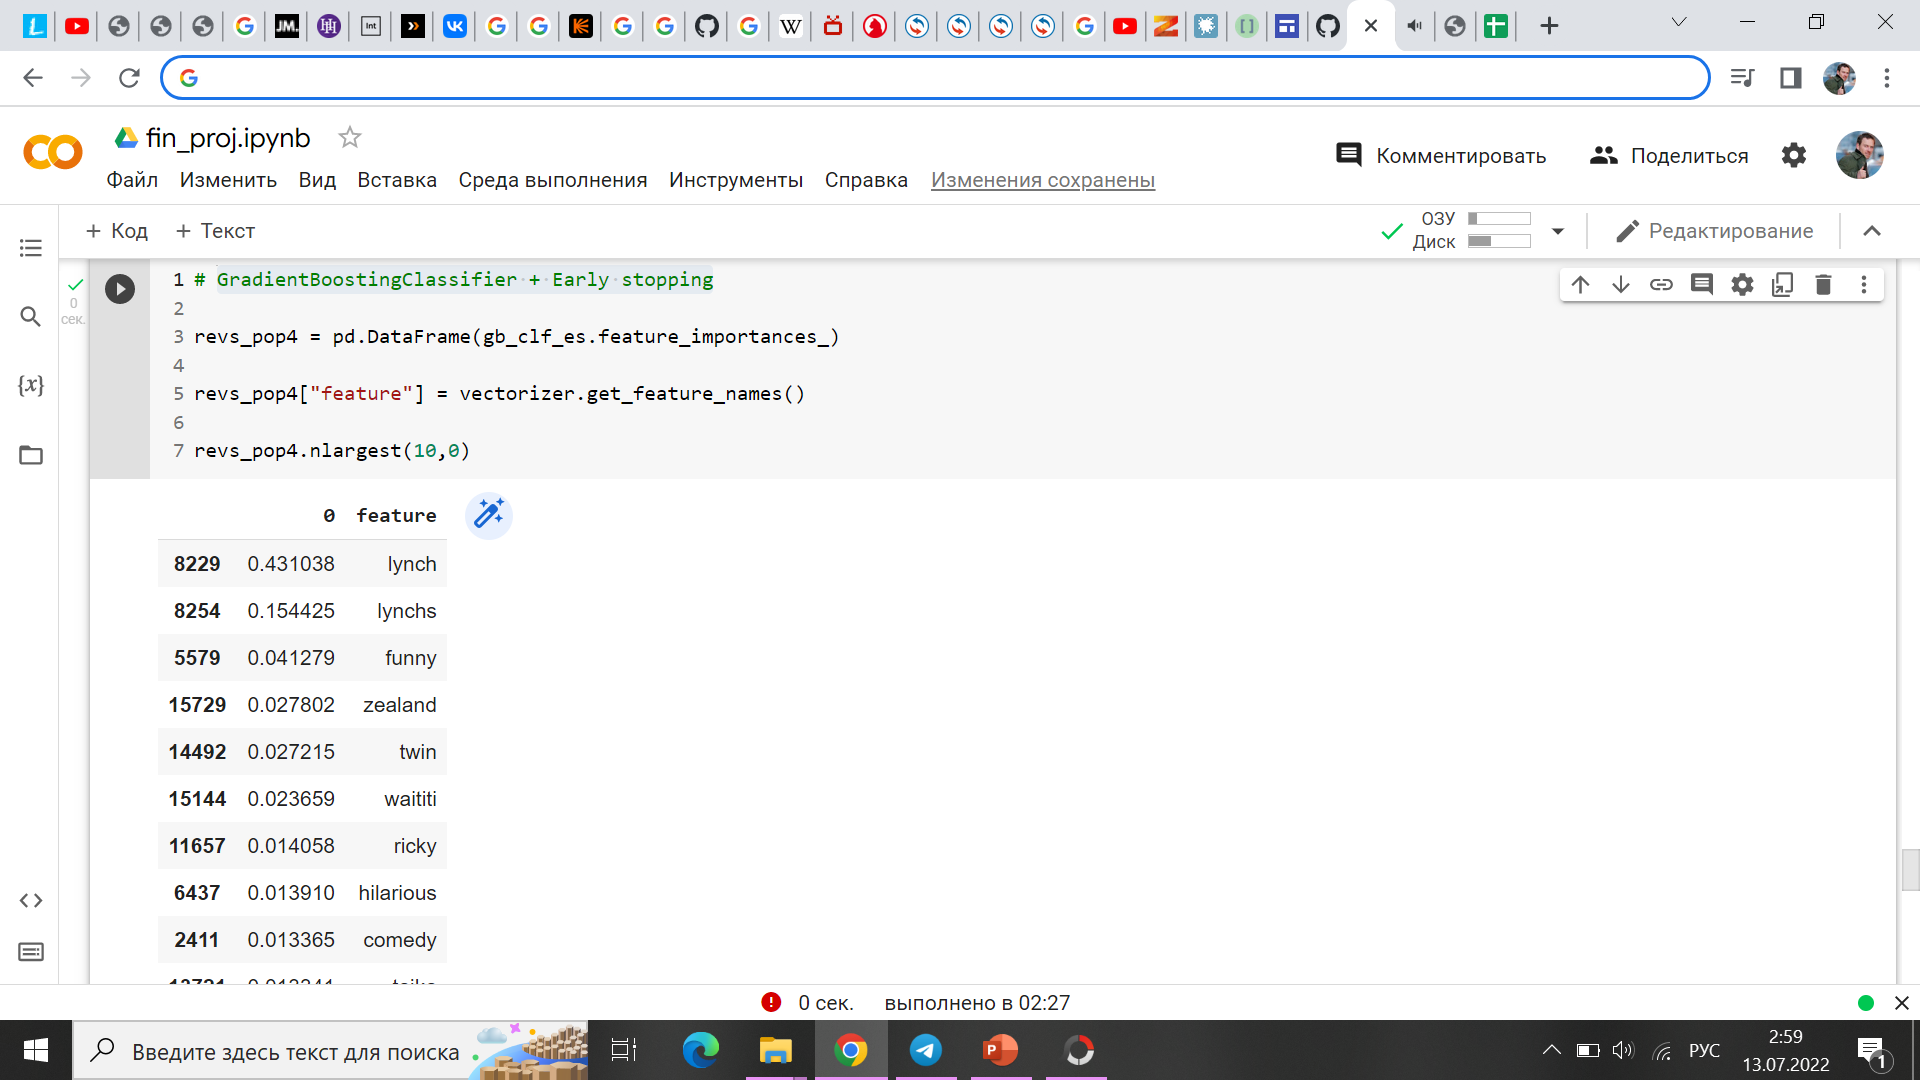 JM.
Int
W
fin_proj.ipynb
Комментировать
Поделиться
Файл Изменить Вид Вставка Среда выполнения Инструменты Справка Изменения сохранены
+ Код + Текст
ОЗУ
Диск
Редактирование
0
сек.
1 # GradientBoostingClassifier + Early stopping
2
3 revs_pop4 = pd.DataFrame(gb_clf_es.feature_importances_)
4
5 revs_pop4["feature"] = vectorizer.get_feature_names()
6
7 revs_pop4.nlargest(10,0)
0 feature
8229 0.431038 lynch
8254 0.154425 lynchs
5579 0.041279 funny
15729 0.027802 zealand
14492 0.027215 twin
15144 0.023659 waititi
11657 0.014058 ricky
6437 0.013910 hilarious
2411 0.013365 comedy
0 сек. выполнено в 02:27
Введите здесь текст для поиска
РУС
2:59
13.07.2022
1